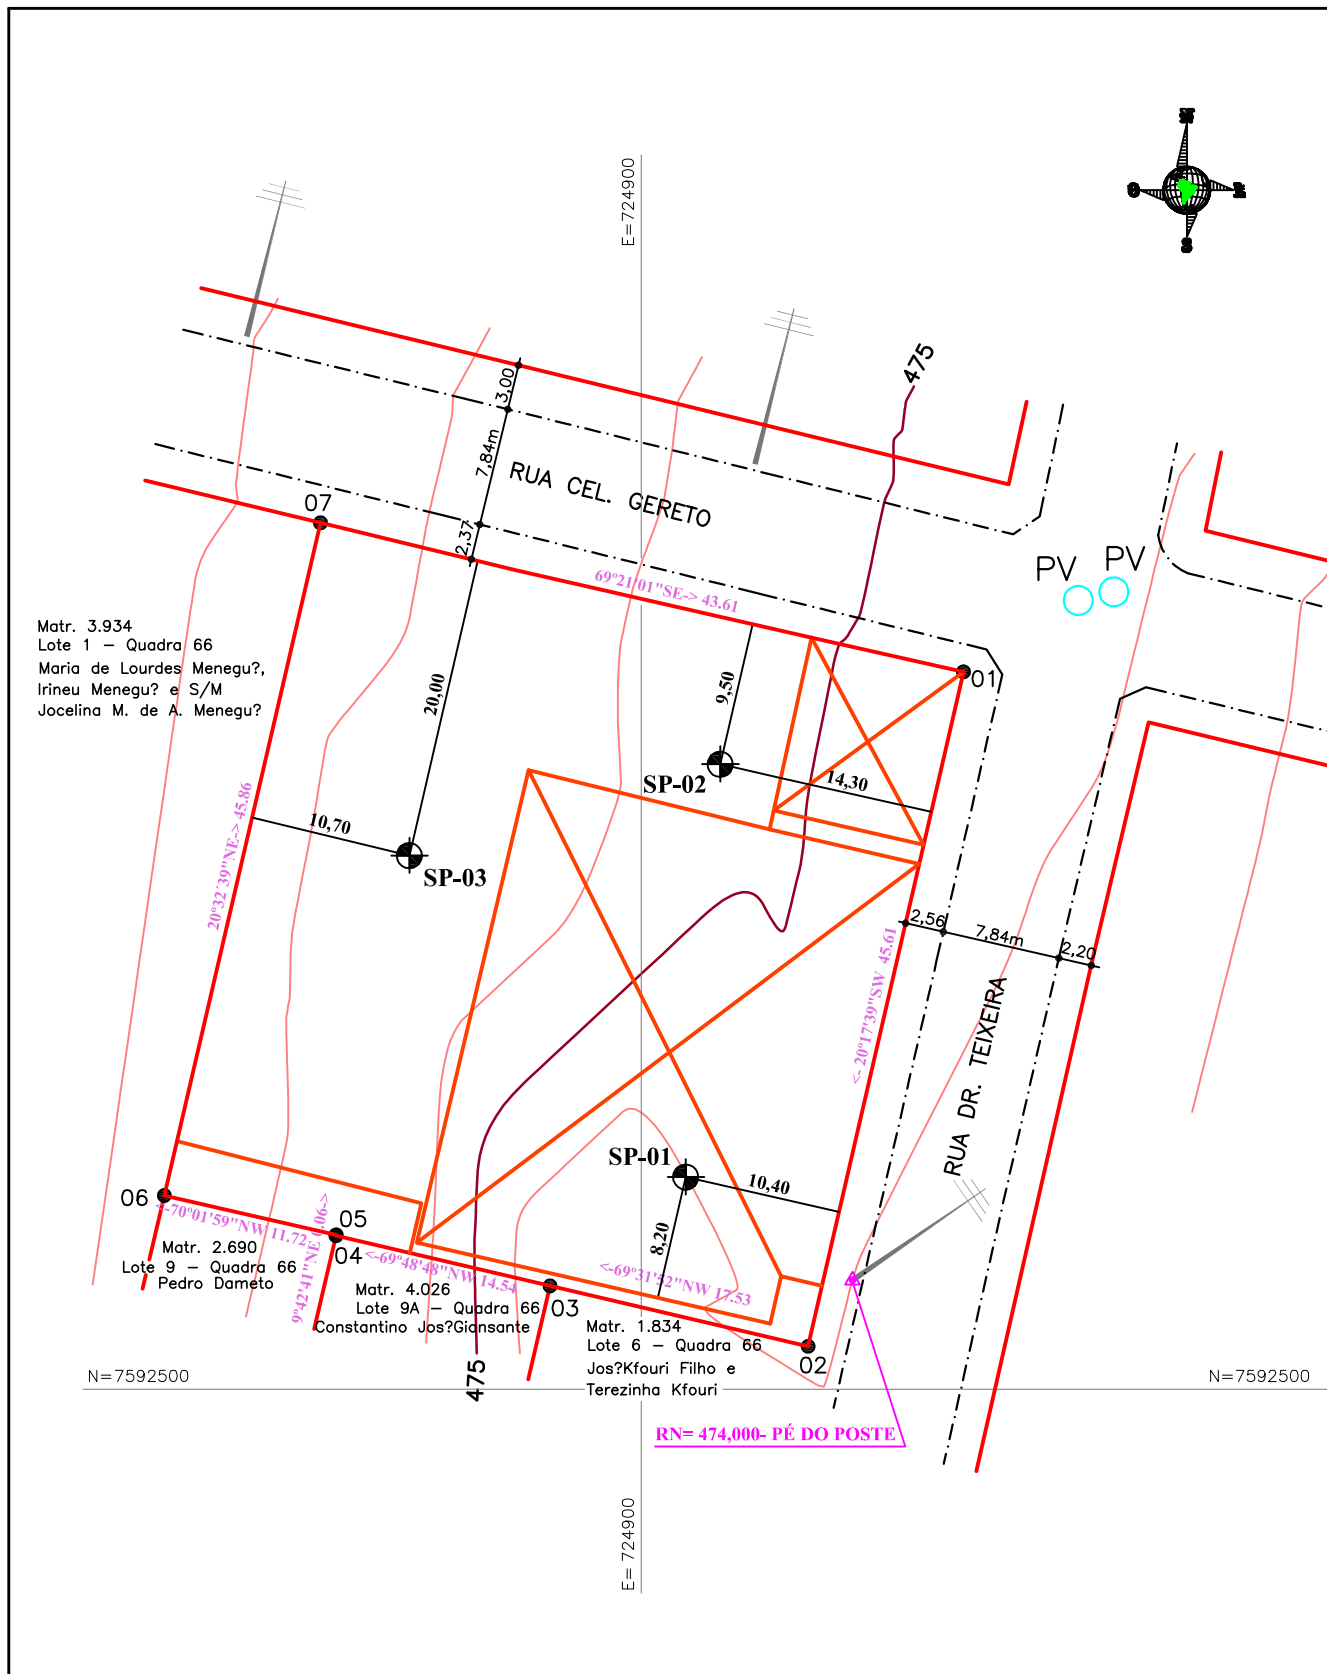 E=724900
475
3,00
7,84m
RUA CEL. GERETO
07
2,37
PV
PV
69°21'01"SE-> 43.61
Matr. 3.934
Lote 1 – Quadra 66
Maria de Lourdes Menegu?,
Irineu Menegu? e S/M
Jocelina M. de A. Menegu?
01
9,50
20,00
SP-02
14,30
10,70
SP-03
20°32'39"NE-> 45.86
2,56
7,84m
2,20
<- 20°17'39"SW 45.61
RUA DR. TEIXEIRA
SP-01
10,40
8,20
06
<-70°01'59"NW 11.72
05
04
Matr. 2.690
Lote 9 – Quadra 66
Pedro Dameto
<-69°48'48"NW 14.54
<-69°31'52"NW 17.53
Matr. 4.026
Lote 9A – Quadra 66
Constantino Jos?Giansante
03
Matr. 1.834
Lote 6 – Quadra 66
Jos?Kfouri Filho e
Terezinha Kfouri
02
475
N=7592500
N=7592500
RN= 474,000- PÉ DO POSTE
E= 724900